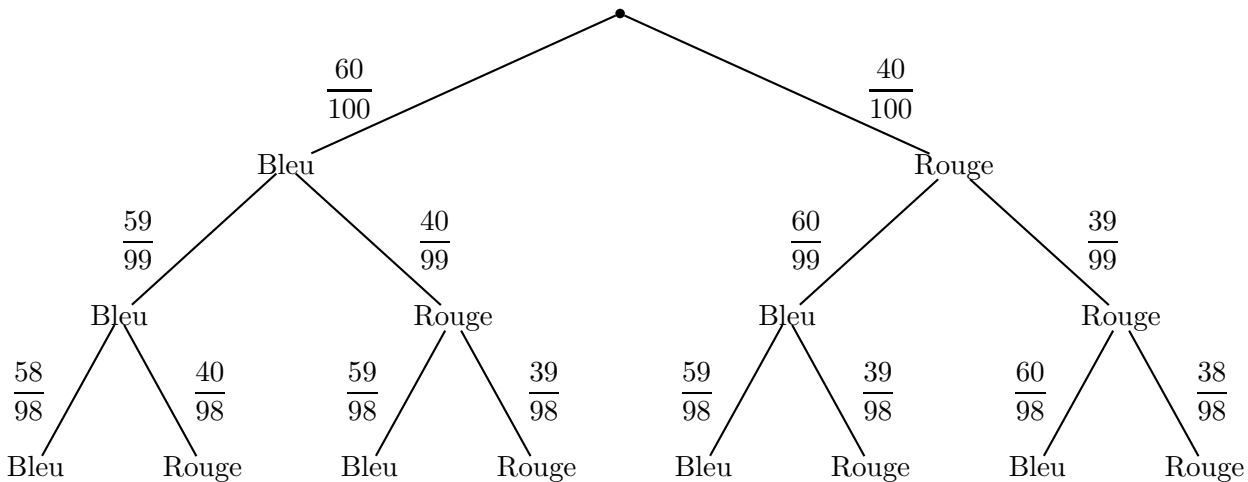 60/100 40/100
Bleu Rouge
59/99 40/99 60/99 39/99
Bleu Rouge Bleu Rouge
58/98 40/98 59/98 39/98 59/98 39/98 60/98 38/98
Bleu Rouge Bleu Rouge Bleu Rouge Bleu Rouge